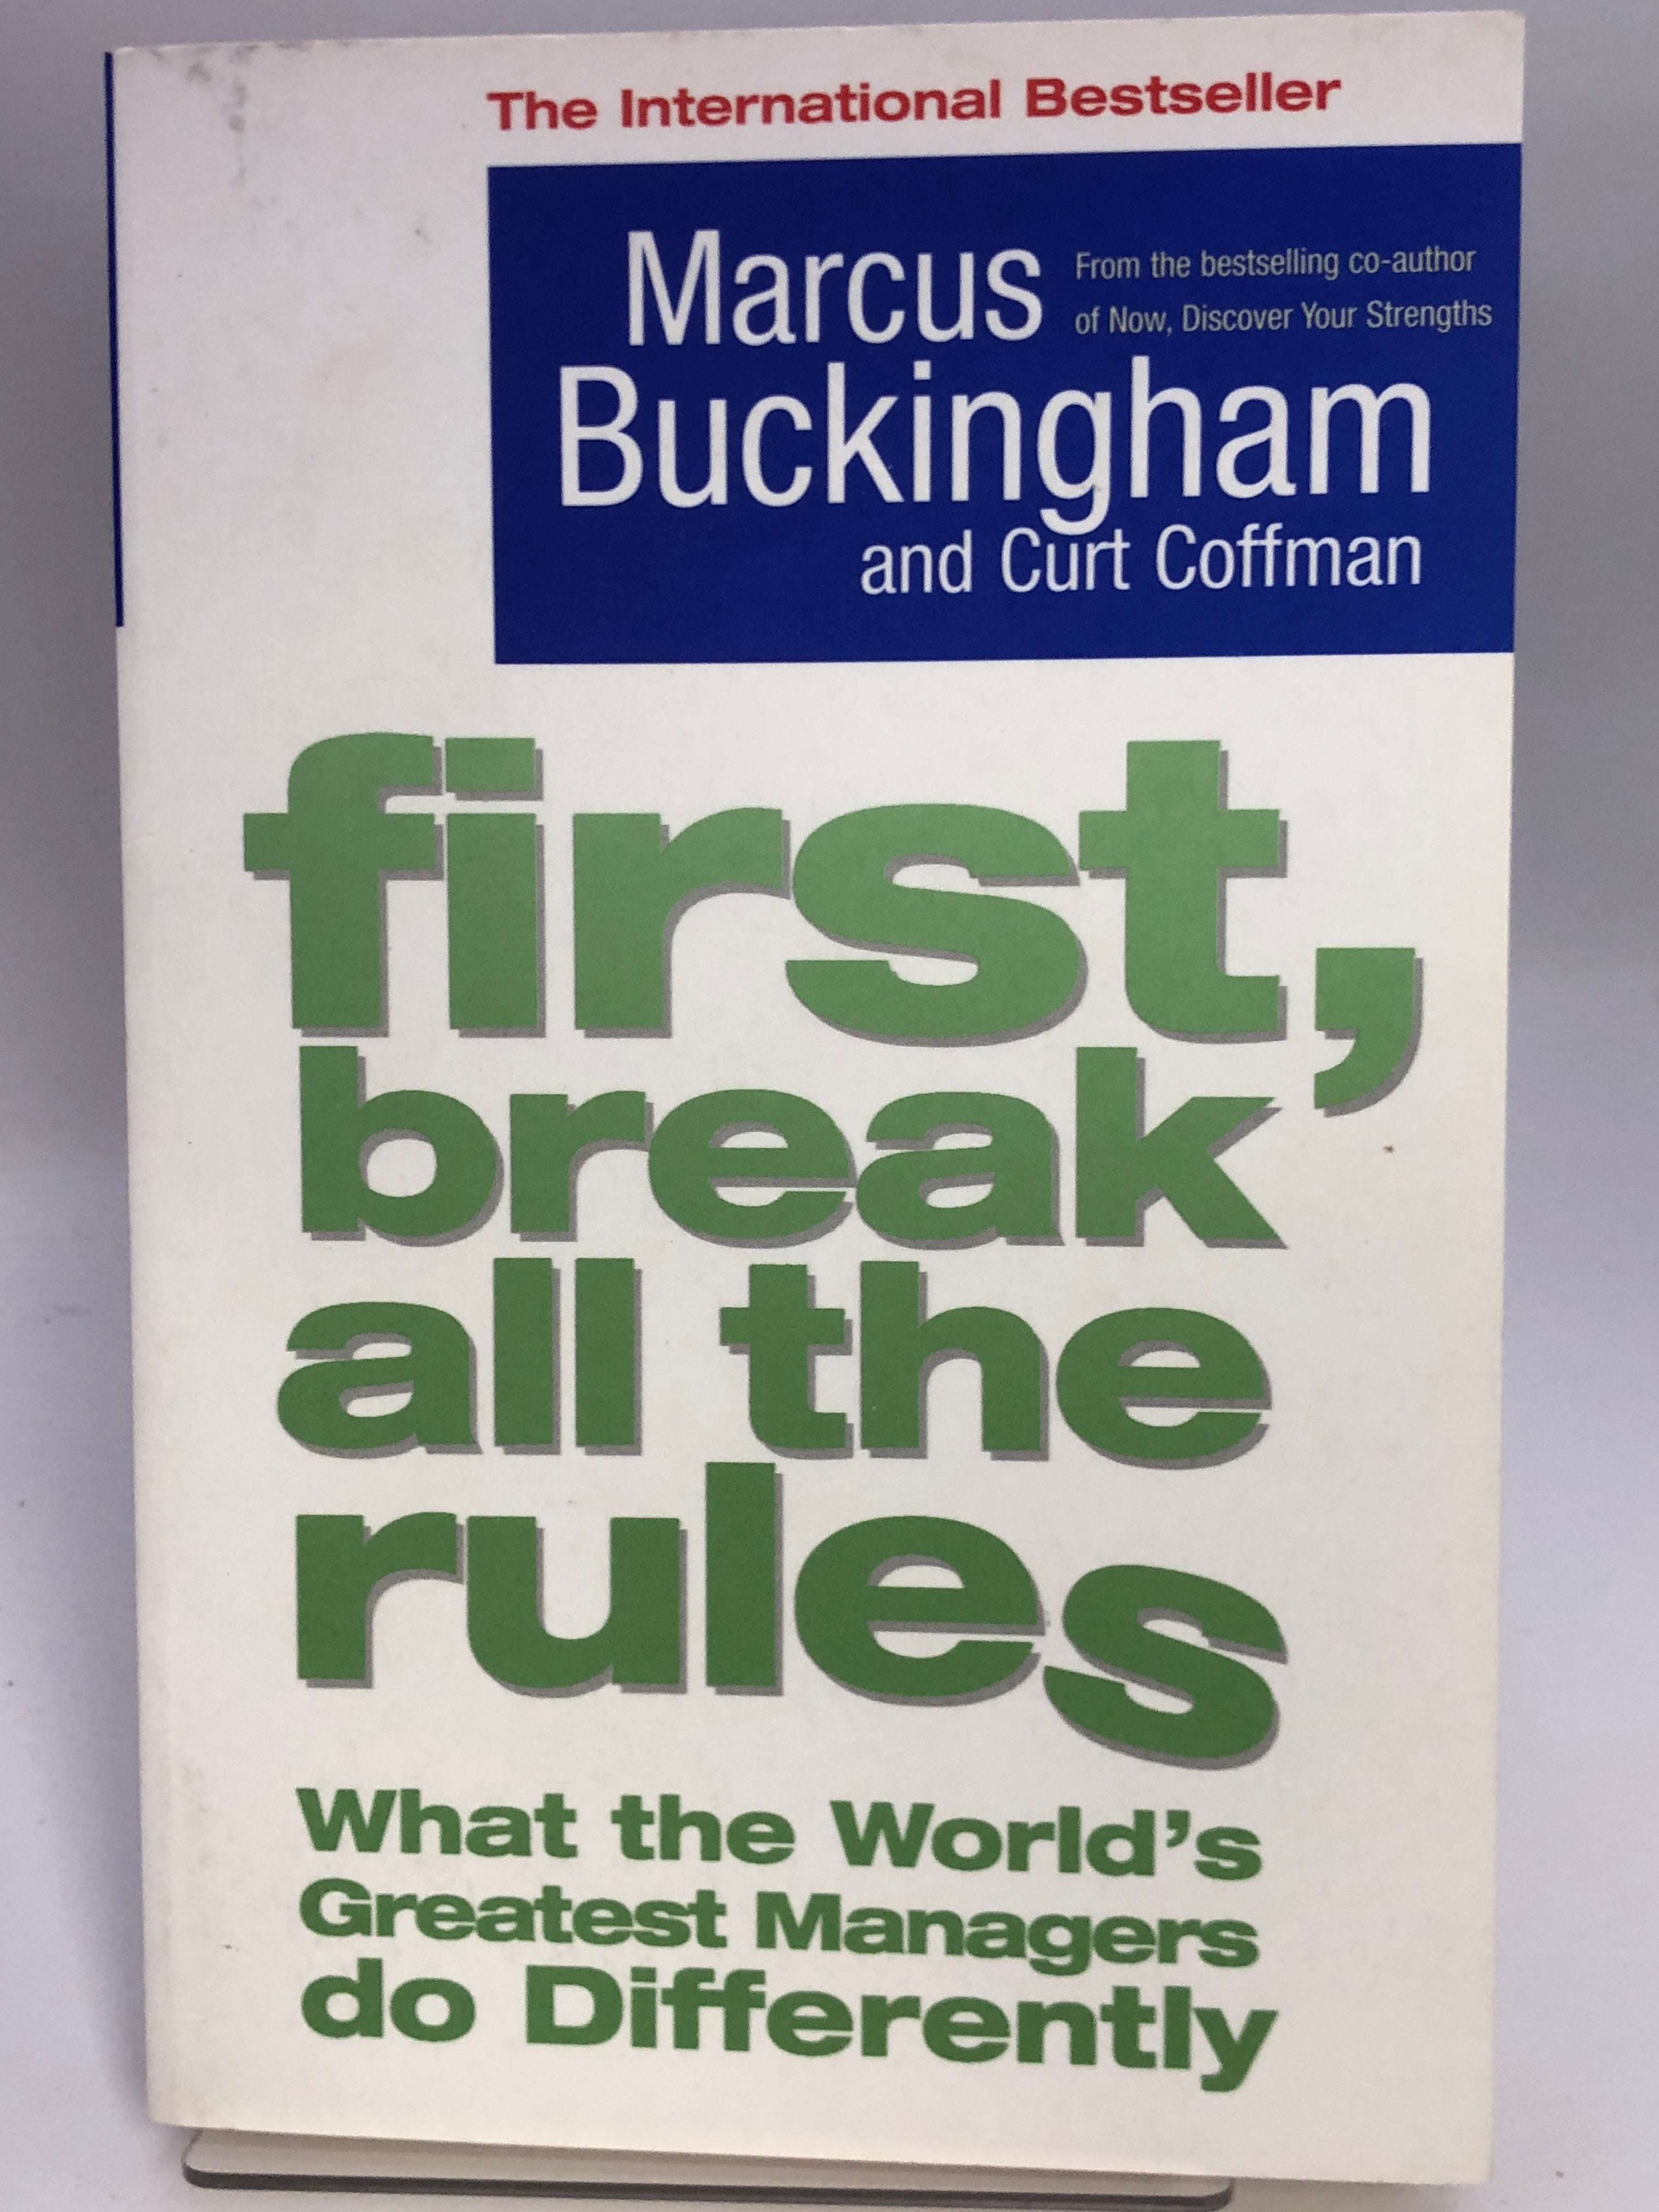 The International Bestseller
Marcus
From the bestselling co-author
of Now, Discover Your Strengths
Buckingham
and Curt Coffman
first,
break
all the
rules
What the World's
Greatest Managers
do Differently